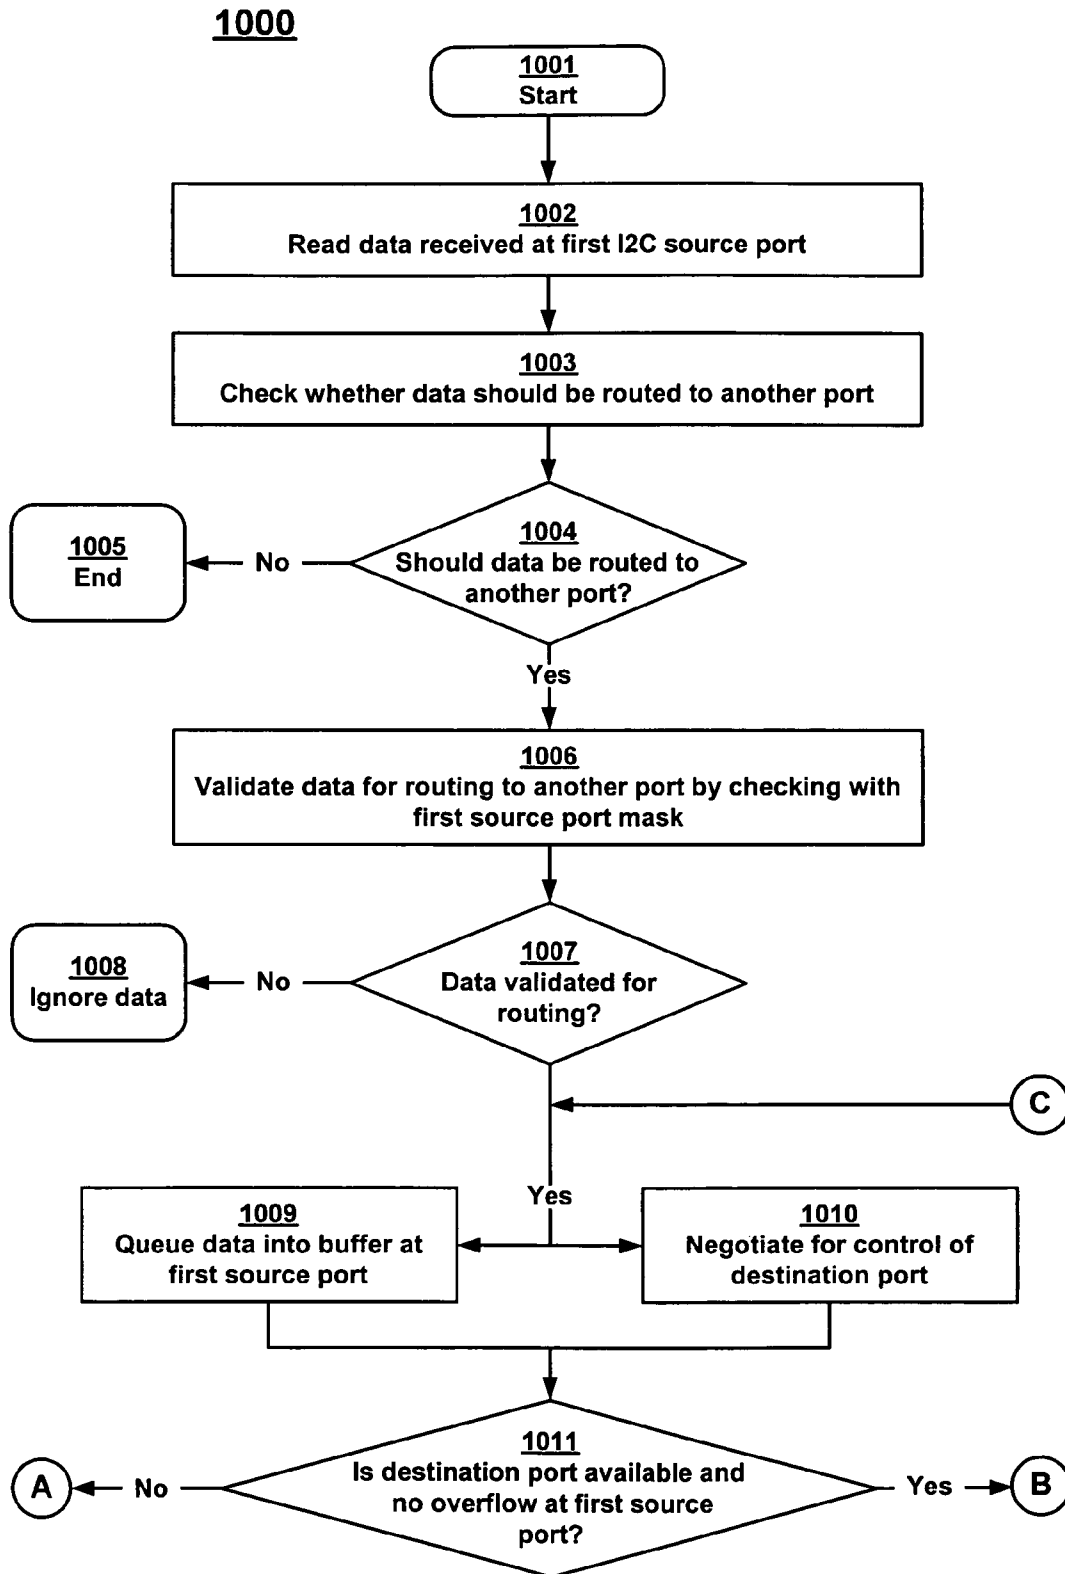 1000
1001
Start
1002
Read data received at first I2C source port
1003
Check whether data should be routed to another port
1004
Should data be routed to
another port?
No
1005
End
Yes
1006
Validate data for routing to another port by checking with
first source port mask
1007
Data validated for
routing?
No
1008
Ignore data
C
Yes
1009
Queue data into buffer at
first source port
1010
Negotiate for control of
destination port
1011
Is destination port available and
no overflow at first source
port?
No
A
Yes
B